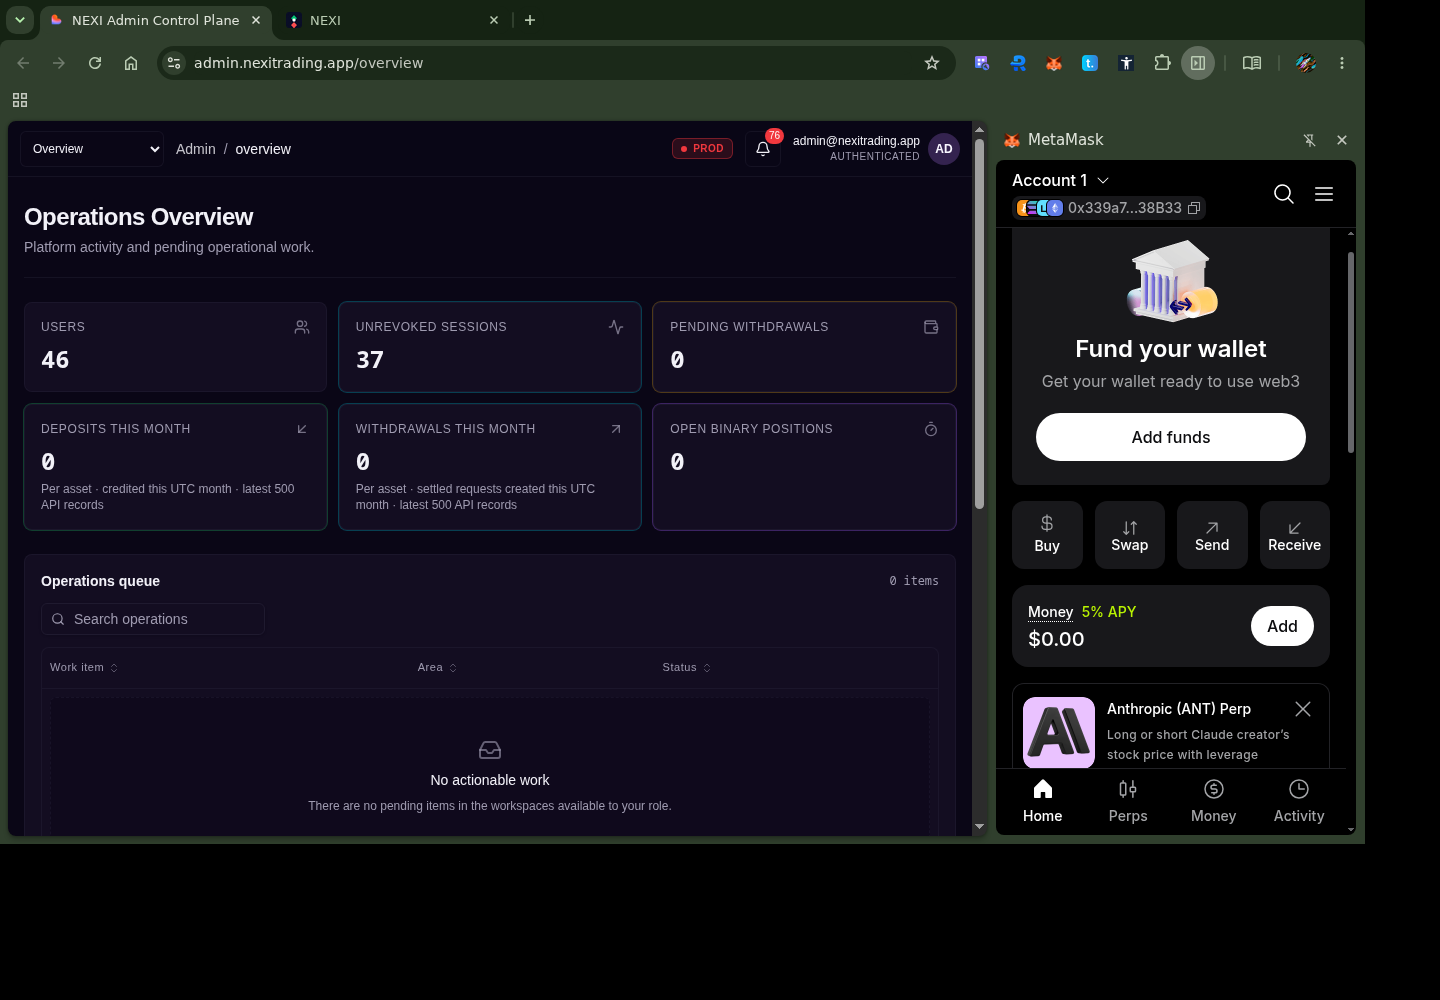 NEXI Admin Control Plane
NEXI
admin.nexitrading.app/overview
Overview
Admin / overview
PROD
76
admin@nexitrading.app
AUTHENTICATED
AD
Operations Overview
Platform activity and pending operational work.
USERS
46
UNREVOKED SESSIONS
37
PENDING WITHDRAWALS
0
DEPOSITS THIS MONTH
0
Per asset · credited this UTC month · latest 500
API records
WITHDRAWALS THIS MONTH
0
Per asset · settled requests created this UTC
month · latest 500 API records
OPEN BINARY POSITIONS
0
Operations queue
0 items
Search operations
Work item
Area
Status
No actionable work
There are no pending items in the workspaces available to your role.
MetaMask
Account 1
0x339a7...38B33
Fund your wallet
Get your wallet ready to use web3
Add funds
Buy
Swap
Send
Receive
Money 5% APY
$0.00
Add
Anthropic (ANT) Perp
Long or short Claude creator's
stock price with leverage
Home
Perps
Money
Activity